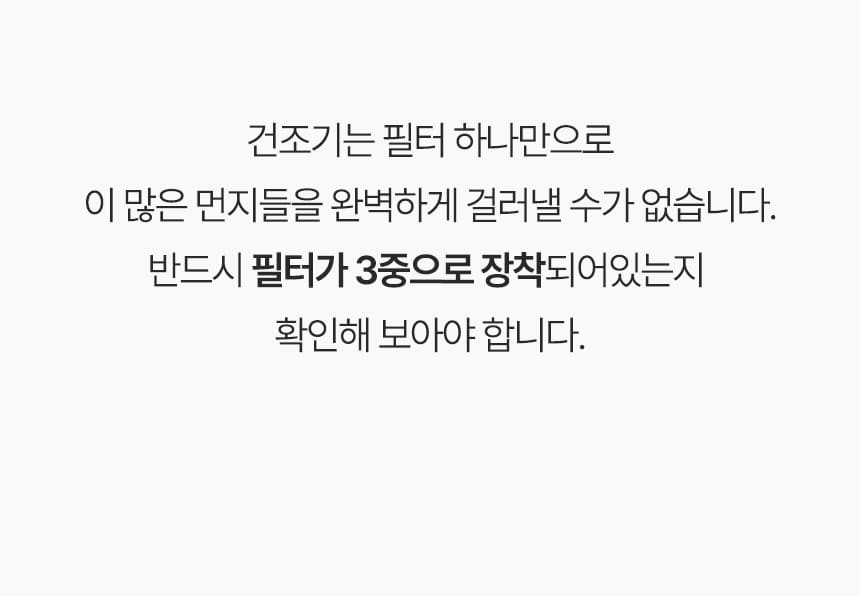 건조기는 필터 하나만으로
이 많은 먼지들을 완벽하게 걸러낼 수가 없습니다.
반드시 필터가 3중으로 장착되어있는지
확인해 보아야 합니다.